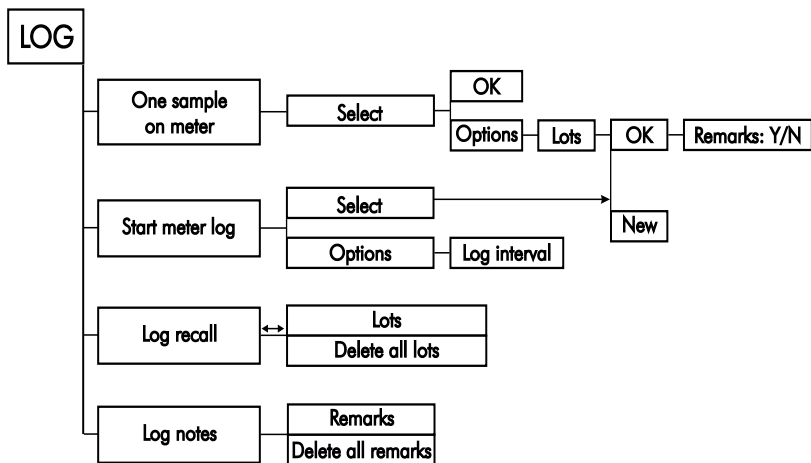 LOG
One sample
on meter
Select
OK
Options
Lots
OK
Remarks: Y/N
New
Start meter log
Select
Options
Log interval
Log recall
Lots
Delete all lots
Log notes
Remarks
Delete all remarks